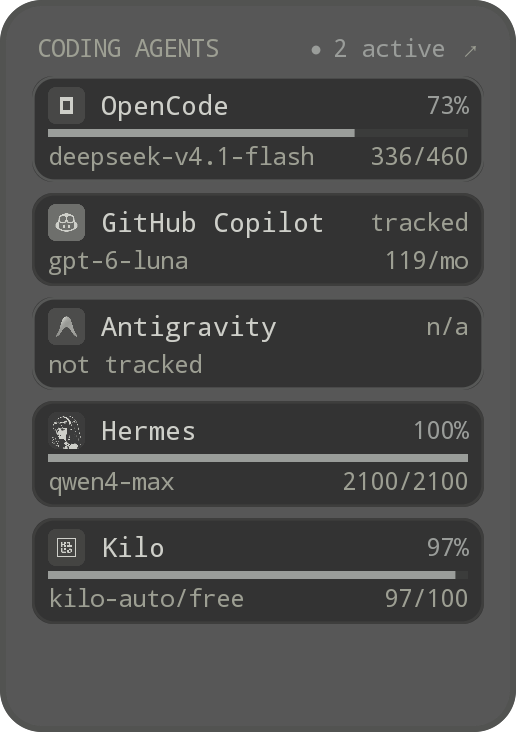 CODING AGENTS ● 2 active ↗
OpenCode 73%
deepseek-v4.1-flash 336/460
GitHub Copilot tracked
gpt-6-luna 119/mo
Antigravity n/a
not tracked
Hermes 100%
qwen4-max 2100/2100
Kilo 97%
kilo-auto/free 97/100